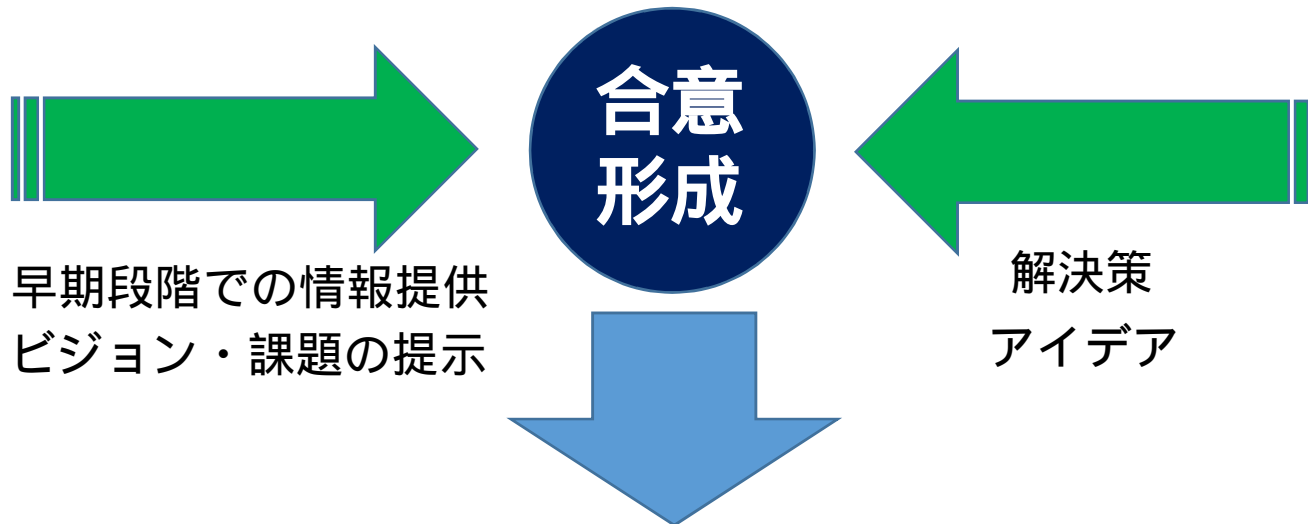 合意
形成
早期段階での情報提供
ビジョン・課題の提示
解決策
アイデア